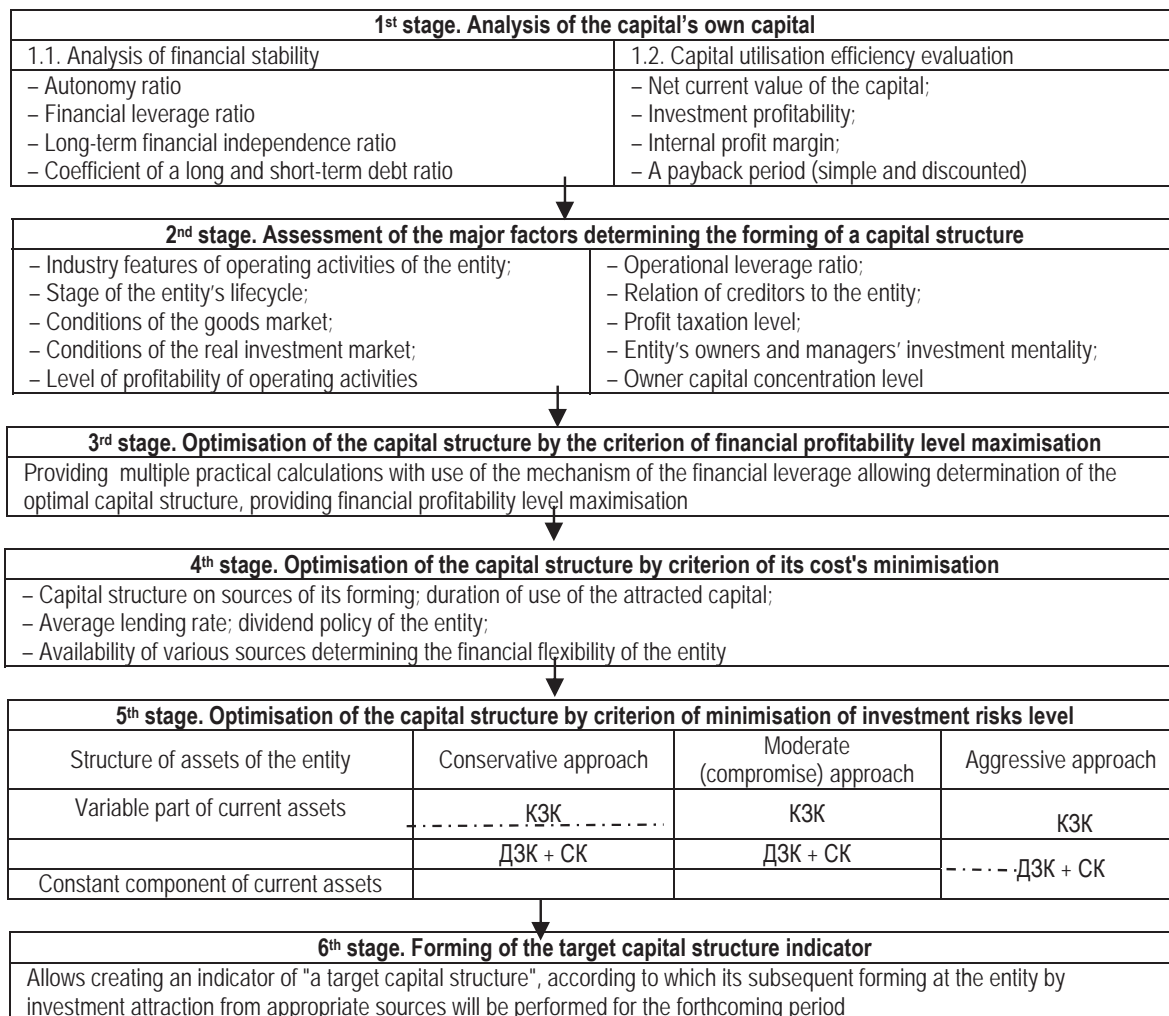 1st stage. Analysis of the capital's own capital
1.1. Analysis of financial stability
– Autonomy ratio
– Financial leverage ratio
– Long-term financial independence ratio
– Coefficient of a long and short-term debt ratio
1.2. Capital utilisation efficiency evaluation
– Net current value of the capital;
– Investment profitability;
– Internal profit margin;
– A payback period (simple and discounted)
2nd stage. Assessment of the major factors determining the forming of a capital structure
– Industry features of operating activities of the entity;
– Stage of the entity's lifecycle;
– Conditions of the goods market;
– Conditions of the real investment market;
– Level of profitability of operating activities
– Operational leverage ratio;
– Relation of creditors to the entity;
– Profit taxation level;
– Entity's owners and managers' investment mentality;
– Owner capital concentration level
3rd stage. Optimisation of the capital structure by the criterion of financial profitability level maximisation
Providing multiple practical calculations with use of the mechanism of the financial leverage allowing determination of the
optimal capital structure, providing financial profitability level maximisation
4th stage. Optimisation of the capital structure by criterion of its cost's minimisation
– Capital structure on sources of its forming; duration of use of the attracted capital;
– Average lending rate; dividend policy of the entity;
– Availability of various sources determining the financial flexibility of the entity
5th stage. Optimisation of the capital structure by criterion of minimisation of investment risks level
Structure of assets of the entity
Conservative approach
Moderate
(compromise) approach
Aggressive approach
Variable part of current assets
КЗК
КЗК
КЗК
ДЗК + СК
ДЗК + СК
ДЗК + СК
Constant component of current assets
6th stage. Forming of the target capital structure indicator
Allows creating an indicator of "a target capital structure", according to which its subsequent forming at the entity by
investment attraction from appropriate sources will be performed for the forthcoming period